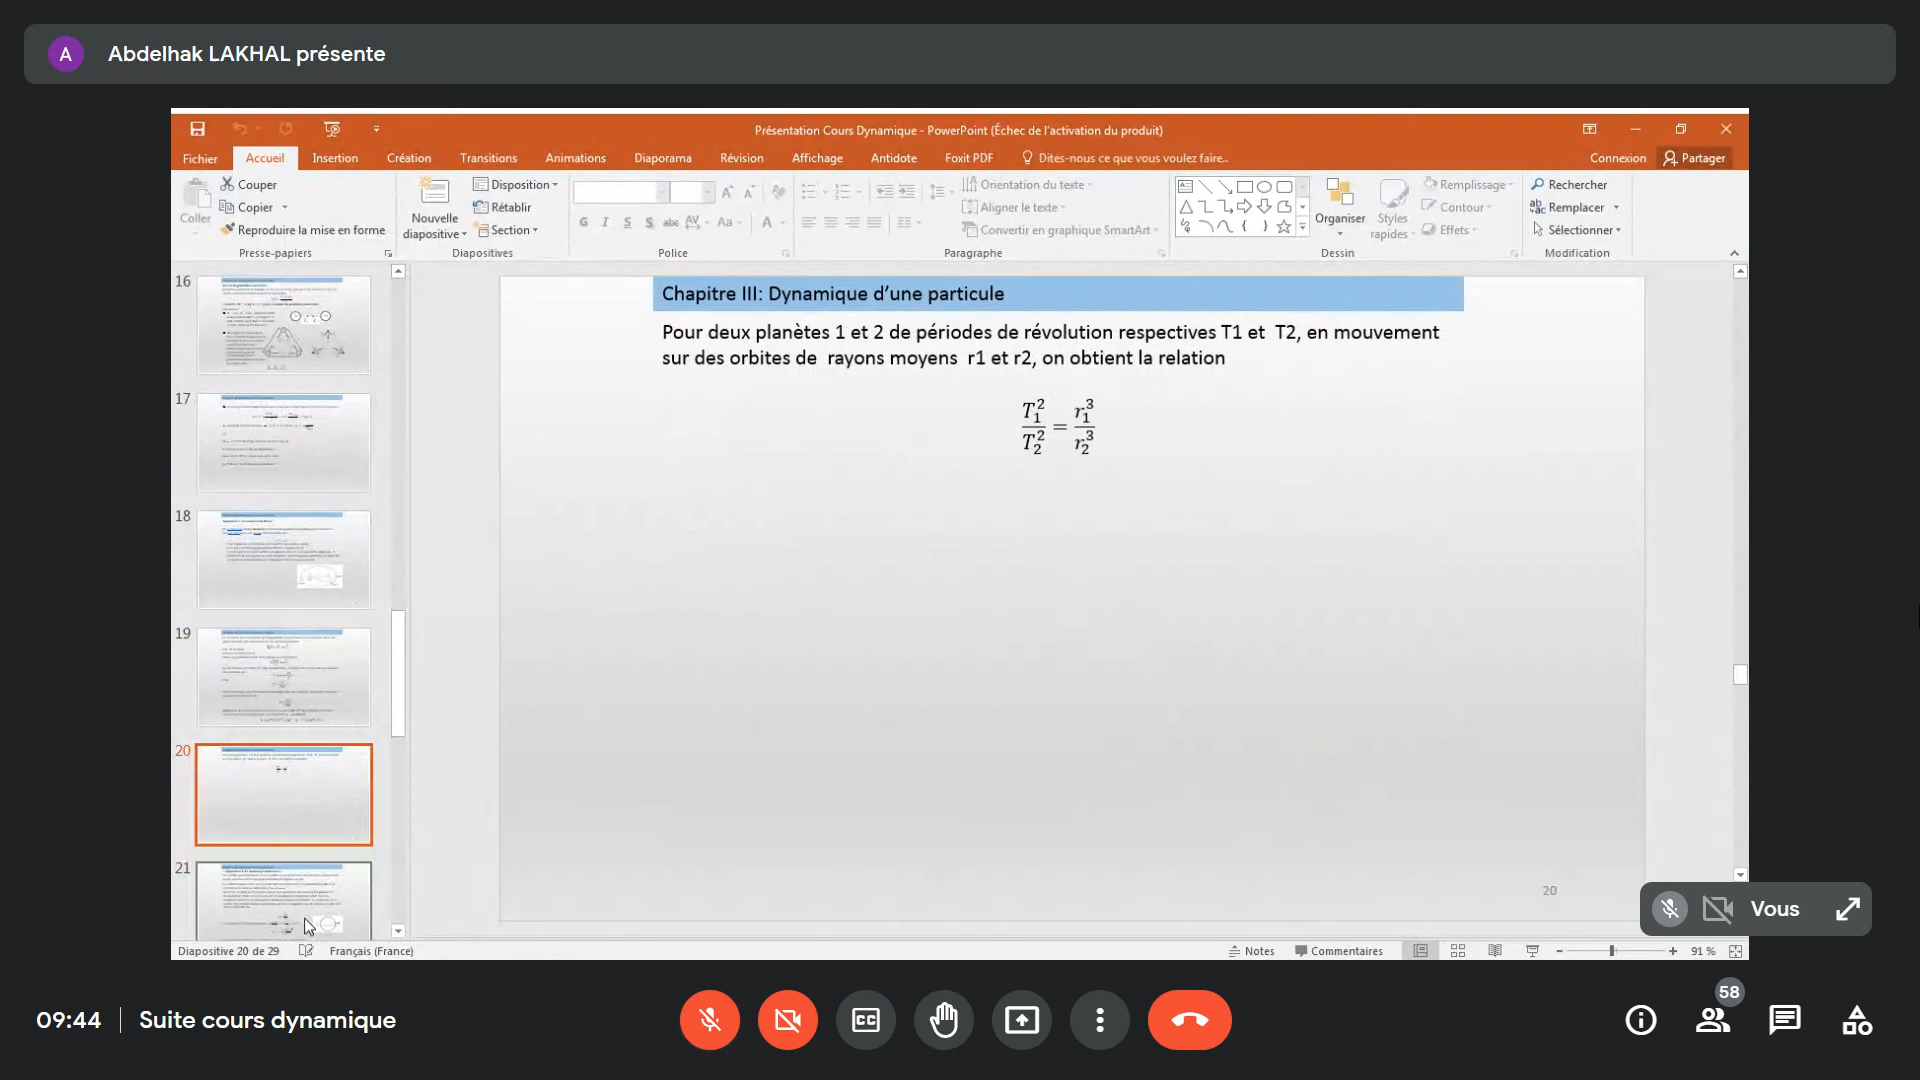 A Abdelhak LAKHAL présente
Présentation Cours Dynamique - PowerPoint (Échec de l'activation du produit)
Fichier Accueil Insertion Création Transitions Animations Diaporama Révision Affichage Antidote Foxit PDF Dites-nous ce que vous voulez faire.. Connexion Partager
Coller
Couper
Copier
Reproduire la mise en forme
Presse-papiers
Nouvelle
diapositive
Disposition
Rétablir
Section
Diapositives
G I S S abc AV Aa A
Police
Orientation du texte
Aligner le texte
Convertir en graphique SmartArt
Paragraphe
Organiser
Styles
rapides
Remplissage
Contour
Effets
Dessin
Rechercher
Remplacer
Sélectionner
Modification
16
17
18
19
20
21
Chapitre III: Dynamique d'une particule
Pour deux planètes 1 et 2 de périodes de révolution respectives T1 et T2, en mouvement
sur des orbites de rayons moyens r1 et r2, on obtient la relation
T₁²/T₂² = r₁³/r₂³
20
Vous
Diapositive 20 de 29 Français (France) Notes Commentaires 91 %
09:44 Suite cours dynamique
CC
58